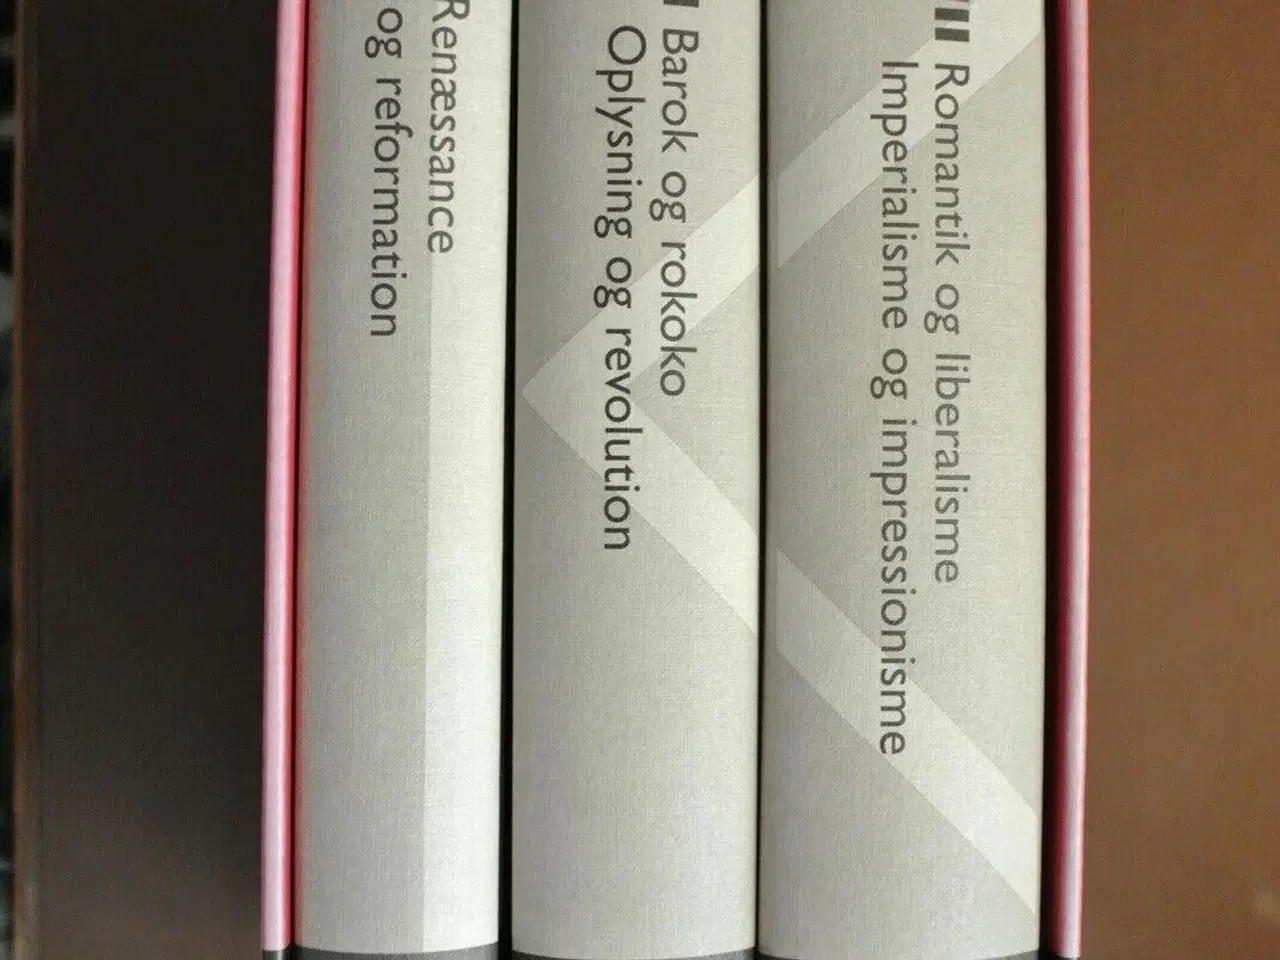 Renæssance
og reformation
Barok og rokoko
Oplysning og revolution
Romantik og liberalisme
Imperialisme og impressionisme